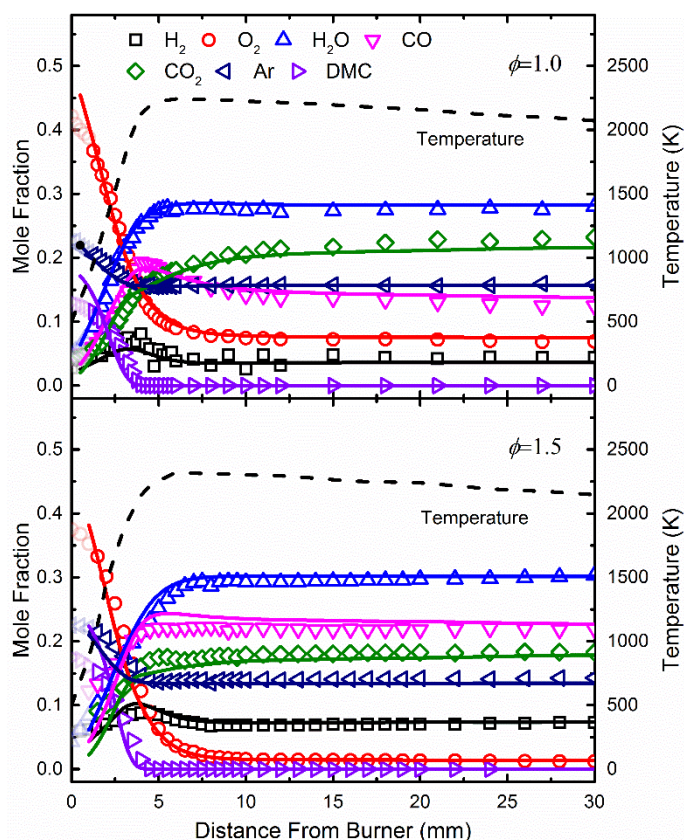 H₂ O₂ H₂O CO
CO₂ Ar DMC
ϕ=1.0
Temperature
Mole Fraction
0.5
0.4
0.3
0.2
0.1
0.0
Temperature (K)
2500
2000
1500
1000
500
0
ϕ=1.5
Temperature
Mole Fraction
0.5
0.4
0.3
0.2
0.1
0.0
Temperature (K)
2500
2000
1500
1000
500
0
0 5 10 15 20 25 30
Distance From Burner (mm)